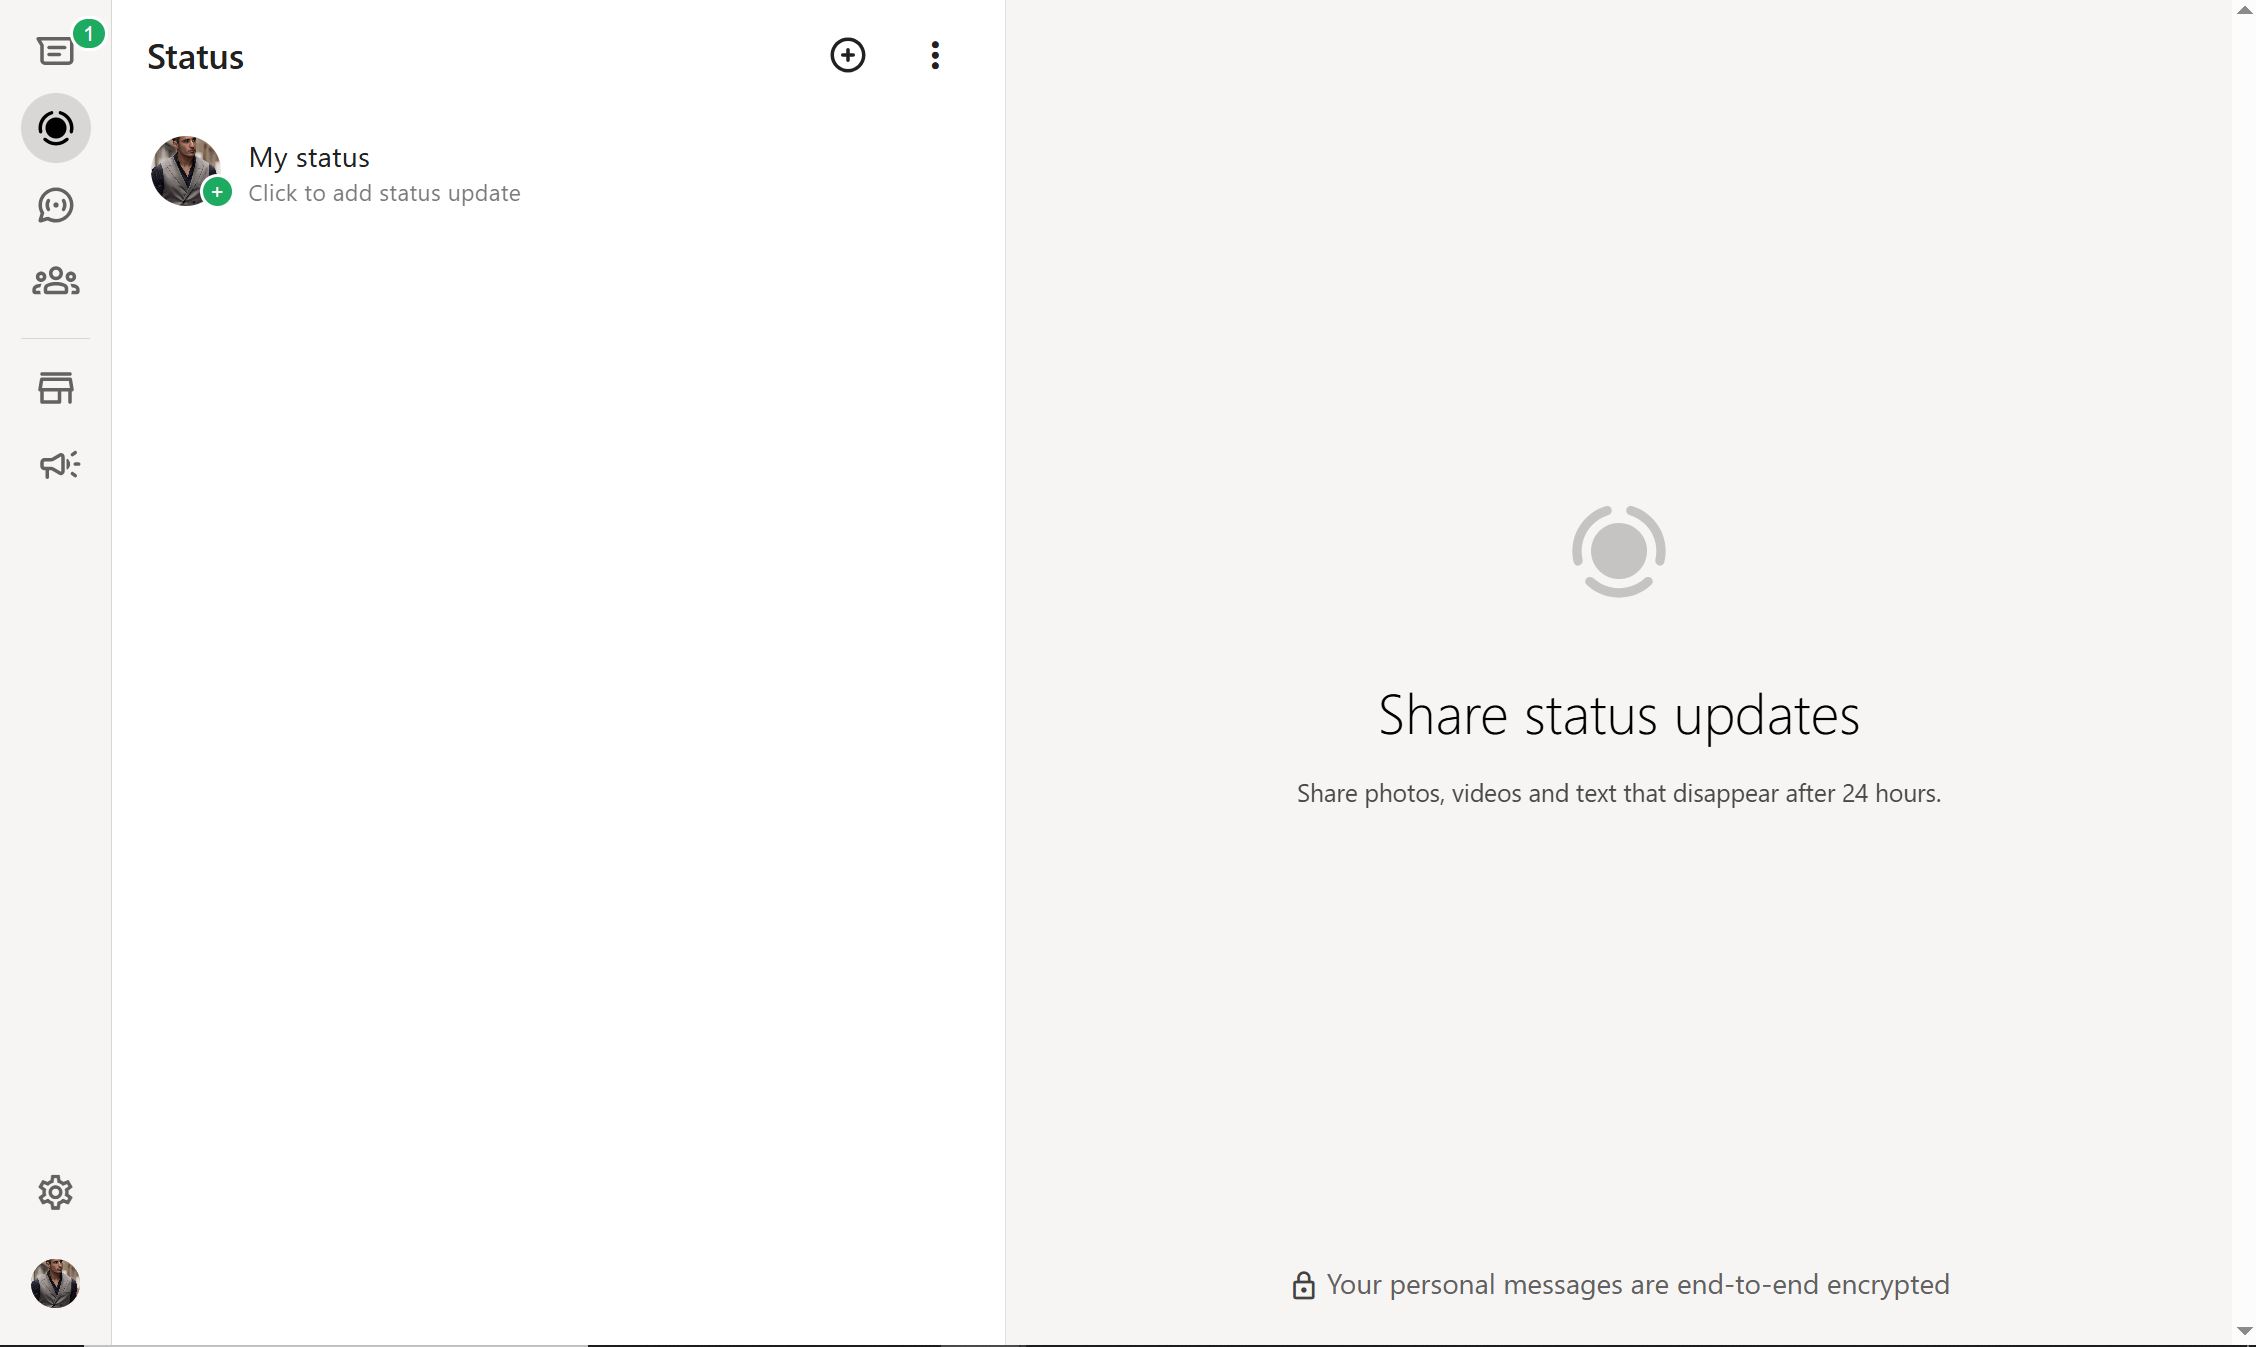 1
Status
My status
Click to add status update
Share status updates
Share photos, videos and text that disappear after 24 hours.
Your personal messages are end-to-end encrypted